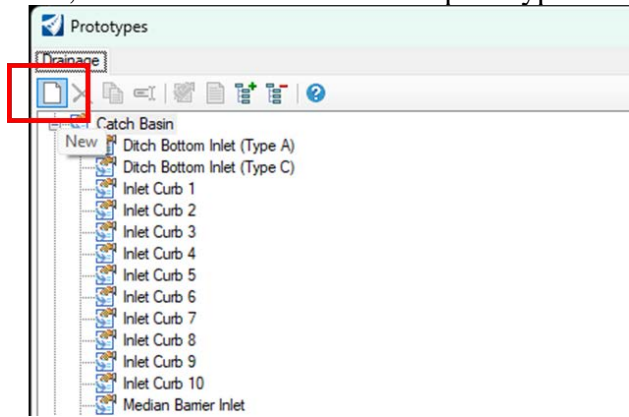 Prototypes
Drainage
Catch Basin
New
Ditch Bottom Inlet (Type A)
Ditch Bottom Inlet (Type C)
Inlet Curb 1
Inlet Curb 2
Inlet Curb 3
Inlet Curb 4
Inlet Curb 5
Inlet Curb 6
Inlet Curb 7
Inlet Curb 8
Inlet Curb 9
Inlet Curb 10
Median Barrier Inlet